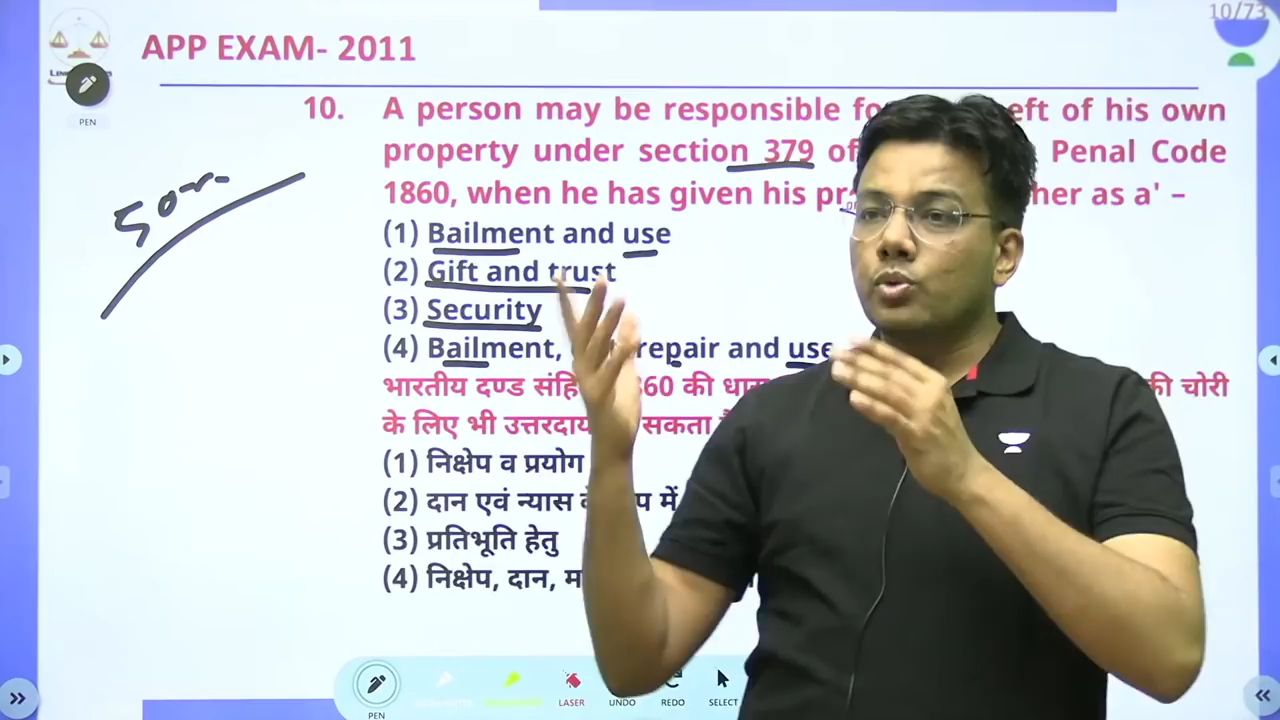 10/73
APP EXAM- 2011
PEN
10. A person may be responsible fo eft of his own
property under section 379 of Penal Code
1860, when he has given his pr her as a' –
(1) Bailment and use
(2) Gift and trust
(3) Security
(4) Bailment, repair and use
भारतीय दण्ड संहि 60 की धारा की चोरी
के लिए भी उत्तरदाय सकता
(1) निक्षेप व प्रयोग
(2) दान एवं न्यास में
(3) प्रतिभूति हेतु
(4) निक्षेप, दान,
PEN LASER UNDO REDO SELECT